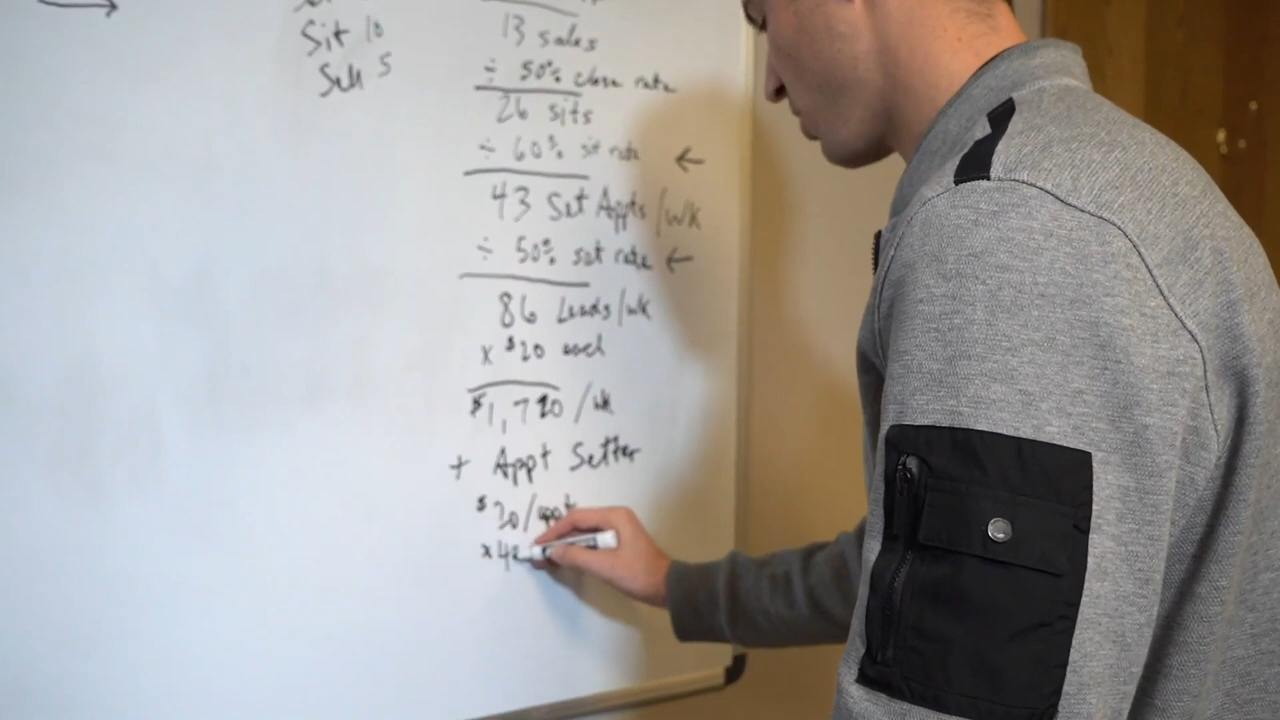 Sit 10
Sell 5
13 sales
÷ 50% close rate
26 sits
÷ 60% sit rate ←
43 Set Appts/wk
÷ 50% set rate ←
86 Leads/wk
x $20 each
$1,720/wk
+ Appt Setter
$20/appt
x4